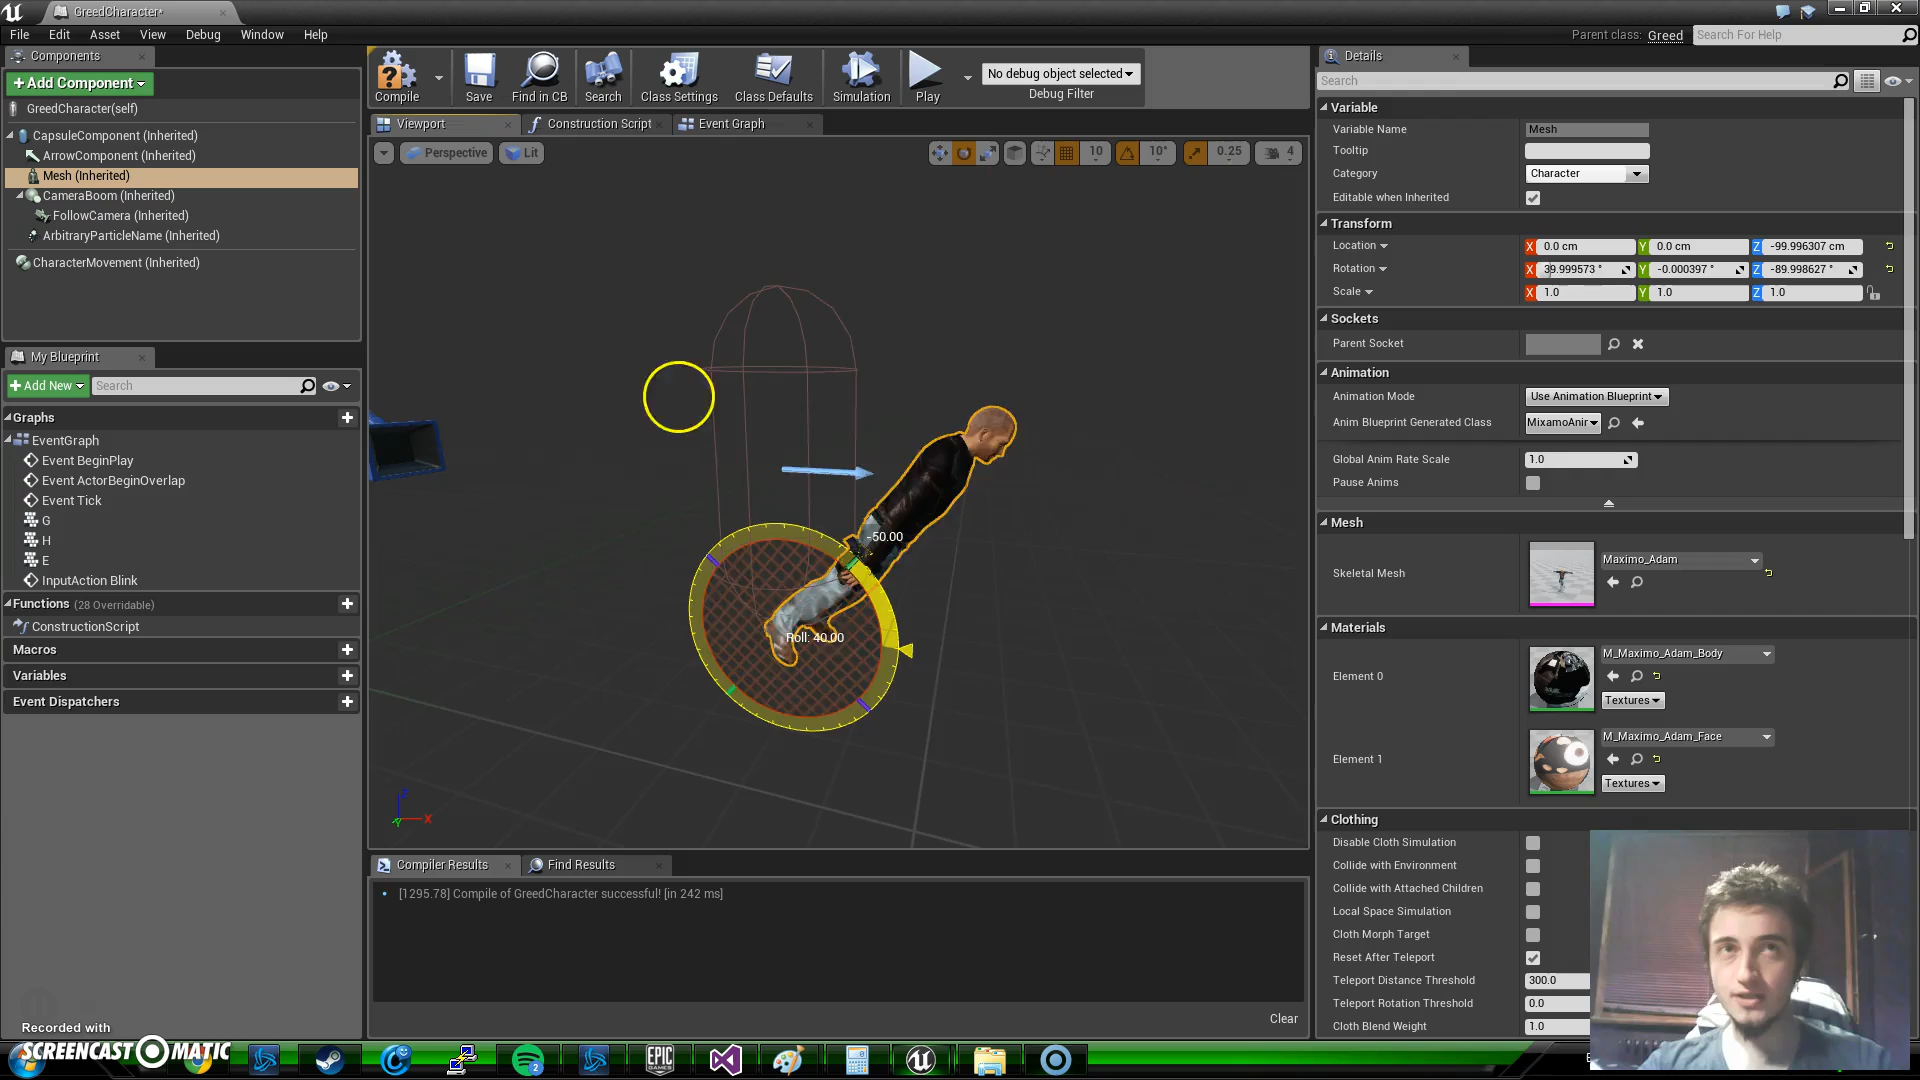 GreedCharacter*
File Edit Asset View Debug Window Help
Parent class: Greed
Search For Help
Components
Add Component
GreedCharacter(self)
CapsuleComponent (Inherited)
ArrowComponent (Inherited)
Mesh (Inherited)
CameraBoom (Inherited)
FollowCamera (Inherited)
ArbitraryParticleName (Inherited)
CharacterMovement (Inherited)
My Blueprint
Add New
Search
Graphs
EventGraph
Event BeginPlay
Event ActorBeginOverlap
Event Tick
G
H
E
InputAction Blink
Functions (28 Overridable)
ConstructionScript
Macros
Variables
Event Dispatchers
Recorded with
SCREENCAST MATIC
Compile Save Find in CB Search Class Settings Class Defaults Simulation Play
No debug object selected
Debug Filter
Viewport
Construction Script
Event Graph
Perspective Lit
10 10° 0.25 4
-50.00
Roll: 40.00
Z
X
Y
Compiler Results
Find Results
[1295.78] Compile of GreedCharacter successful! [in 242 ms]
Clear
Details
Search
Variable
Variable Name Mesh
Tooltip
Category Character
Editable when Inherited
Transform
Location X 0.0 cm Y 0.0 cm Z -99.996307 cm
Rotation X 39.999573 ° Y -0.000397 ° Z -89.998627 °
Scale X 1.0 Y 1.0 Z 1.0
Sockets
Parent Socket
Animation
Animation Mode Use Animation Blueprint
Anim Blueprint Generated Class MixamoAnir
Global Anim Rate Scale 1.0
Pause Anims
Mesh
Skeletal Mesh Maximo_Adam
Materials
Element 0 M_Maximo_Adam_Body
Textures
Element 1 M_Maximo_Adam_Face
Textures
Clothing
Disable Cloth Simulation
Collide with Environment
Collide with Attached Children
Local Space Simulation
Cloth Morph Target
Reset After Teleport
Teleport Distance Threshold 300.0
Teleport Rotation Threshold 0.0
Cloth Blend Weight 1.0
2
EPIC
GAMES